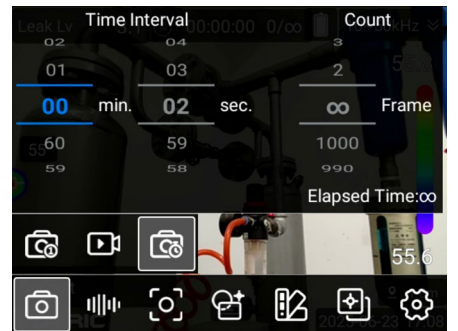 Leak Lv
Time Interval
00:00:00 0/∞
Count
kHz
02 04 3
01 03 2
00 min. 02 sec. ∞ Frame
60 59 1000
59 58 990
Elapsed Time:∞
55.6